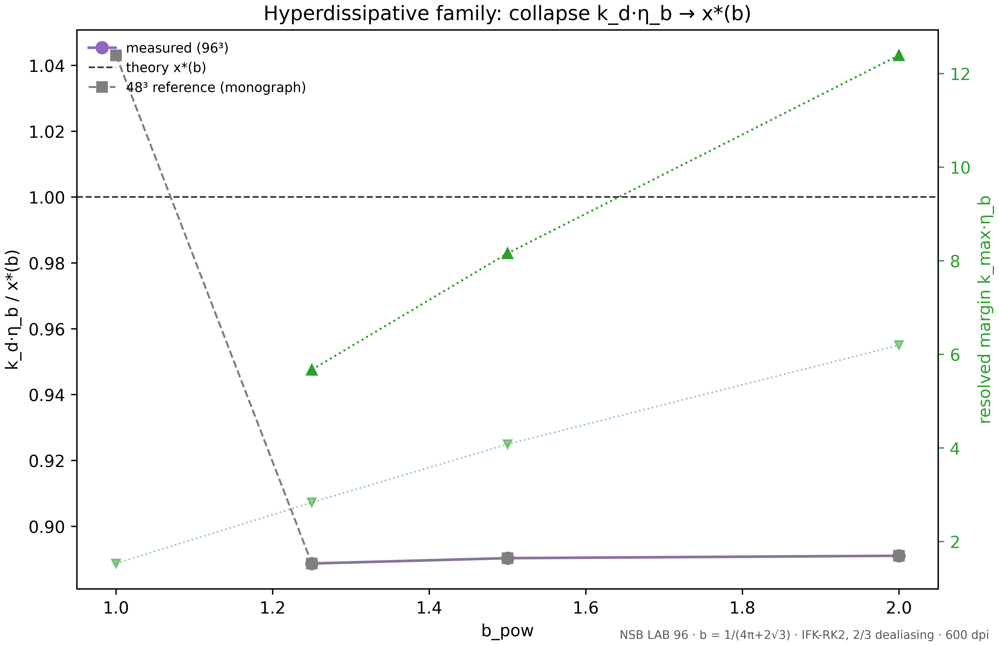 Hyperdissipative family: collapse k_d·η_b → x*(b)
measured (96³)
theory x*(b)
48³ reference (monograph)
k_d·η_b / x*(b)
1.04
1.02
1.00
0.98
0.96
0.94
0.92
0.90
12
10
8
6
4
2
resolved margin k_max·η_b
1.0
1.2
1.4
1.6
1.8
2.0
b_pow
NSB LAB 96 · b = 1/(4π+2√3) · IFK-RK2, 2/3 dealiasing · 600 dpi